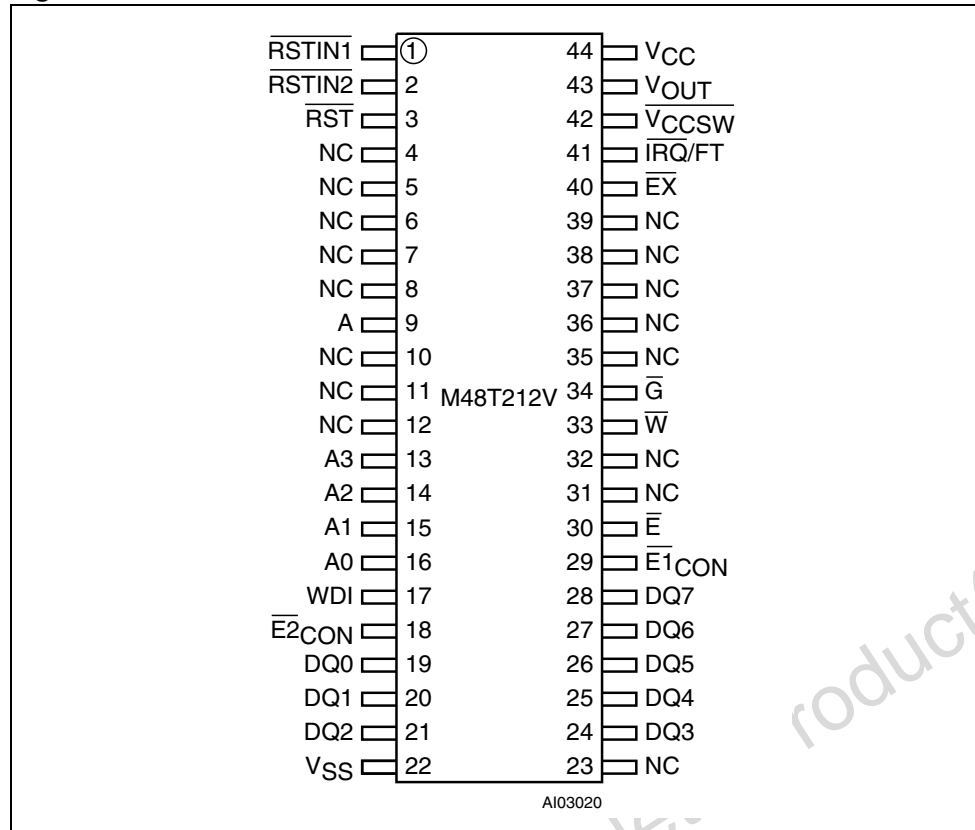 RSTIN1 1 44 VCC
RSTIN2 2 43 VOUT
RST 3 42 VCCSW
NC 4 41 IRQ/FT
NC 5 40 EX
NC 6 39 NC
NC 7 38 NC
NC 8 37 NC
A 9 36 NC
NC 10 35 NC
NC 11 M48T212V 34 G
NC 12 33 W
A3 13 32 NC
A2 14 31 NC
A1 15 30 E
A0 16 29 E1CON
WDI 17 28 DQ7
E2CON 18 27 DQ6
DQ0 19 26 DQ5
DQ1 20 25 DQ4
DQ2 21 24 DQ3
VSS 22 23 NC
AI03020